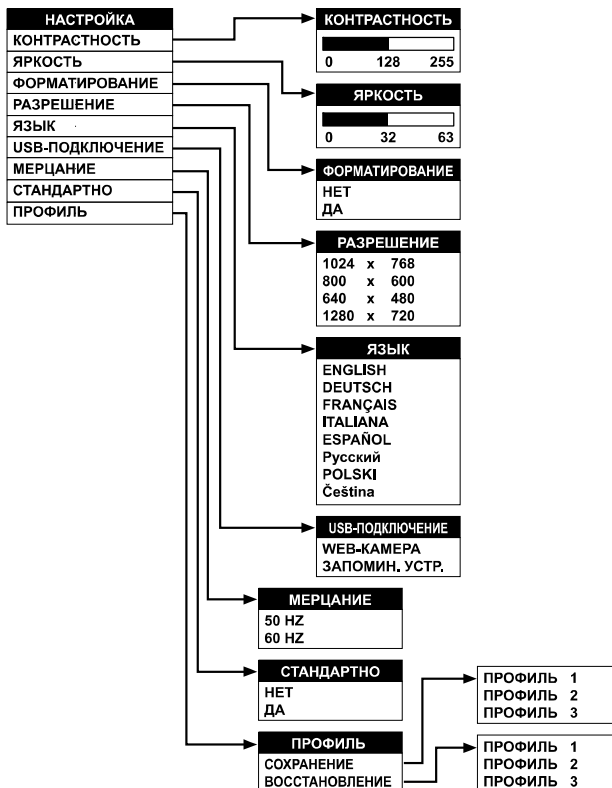 НАСТРОЙКА
КОНТРАСТНОСТЬ
ЯРКОСТЬ
ФОРМАТИРОВАНИЕ
РАЗРЕШЕНИЕ
ЯЗЫК
USB-ПОДКЛЮЧЕНИЕ
МЕРЦАНИЕ
СТАНДАРТНО
ПРОФИЛЬ
КОНТРАСТНОСТЬ
0 128 255
ЯРКОСТЬ
0 32 63
ФОРМАТИРОВАНИЕ
НЕТ
ДА
РАЗРЕШЕНИЕ
1024 x 768
800 x 600
640 x 480
1280 x 720
ЯЗЫК
ENGLISH
DEUTSCH
FRANÇAIS
ITALIANA
ESPAÑOL
Русский
POLSKI
Čeština
USB-ПОДКЛЮЧЕНИЕ
WEB-КАМЕРА
ЗАПОМИН. УСТР.
МЕРЦАНИЕ
50 HZ
60 HZ
СТАНДАРТНО
НЕТ
ДА
ПРОФИЛЬ
СОХРАНЕНИЕ
ВОССТАНОВЛЕНИЕ
ПРОФИЛЬ 1
ПРОФИЛЬ 2
ПРОФИЛЬ 3
ПРОФИЛЬ 1
ПРОФИЛЬ 2
ПРОФИЛЬ 3